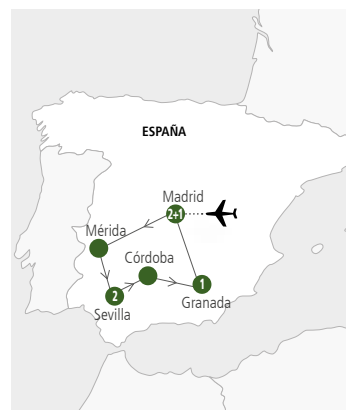 ESPAÑA
Madrid
2+1
Mérida
Córdoba
1
2
Granada
Sevilla